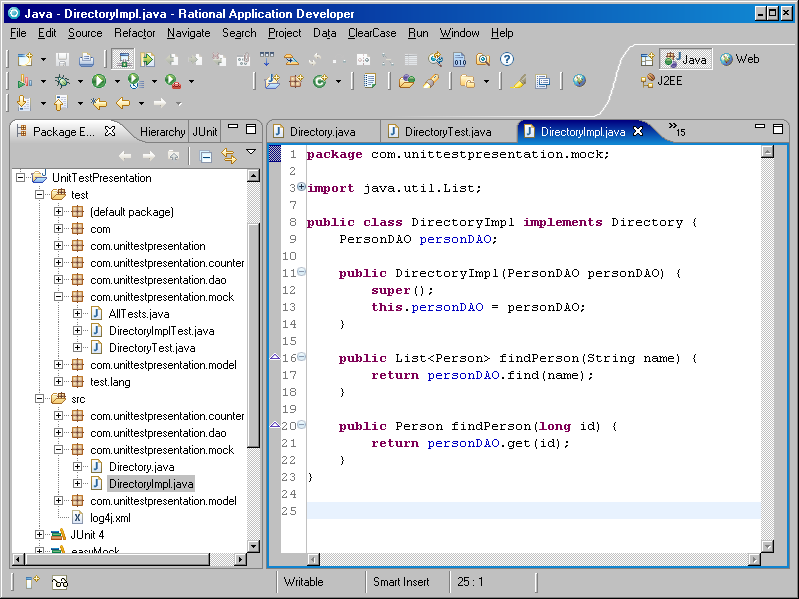 Java - DirectoryImpl.java - Rational Application Developer
File Edit Source Refactor Navigate Search Project Data ClearCase Run Window Help
Java
Web
J2EE
Package E...
Hierarchy
JUnit
Directory.java
DirectoryTest.java
DirectoryImpl.java
»15
UnitTestPresentation
test
(default package)
com
com.unittestpresentation
com.unittestpresentation.counter
com.unittestpresentation.dao
com.unittestpresentation.mock
AllTests.java
DirectoryImplTest.java
DirectoryTest.java
com.unittestpresentation.model
test.lang
src
com.unittestpresentation.counter
com.unittestpresentation.dao
com.unittestpresentation.mock
Directory.java
DirectoryImpl.java
com.unittestpresentation.model
log4j.xml
JUnit 4
easyMock
1 package com.unittestpresentation.mock;
2
3 import java.util.List;
7
8 public class DirectoryImpl implements Directory {
9 PersonDAO personDAO;
10
11 public DirectoryImpl(PersonDAO personDAO) {
12 super();
13 this.personDAO = personDAO;
14 }
15
16 public List<Person> findPerson(String name) {
17 return personDAO.find(name);
18 }
19
20 public Person findPerson(long id) {
21 return personDAO.get(id);
22 }
23 }
24
25
Writable
Smart Insert
25 : 1